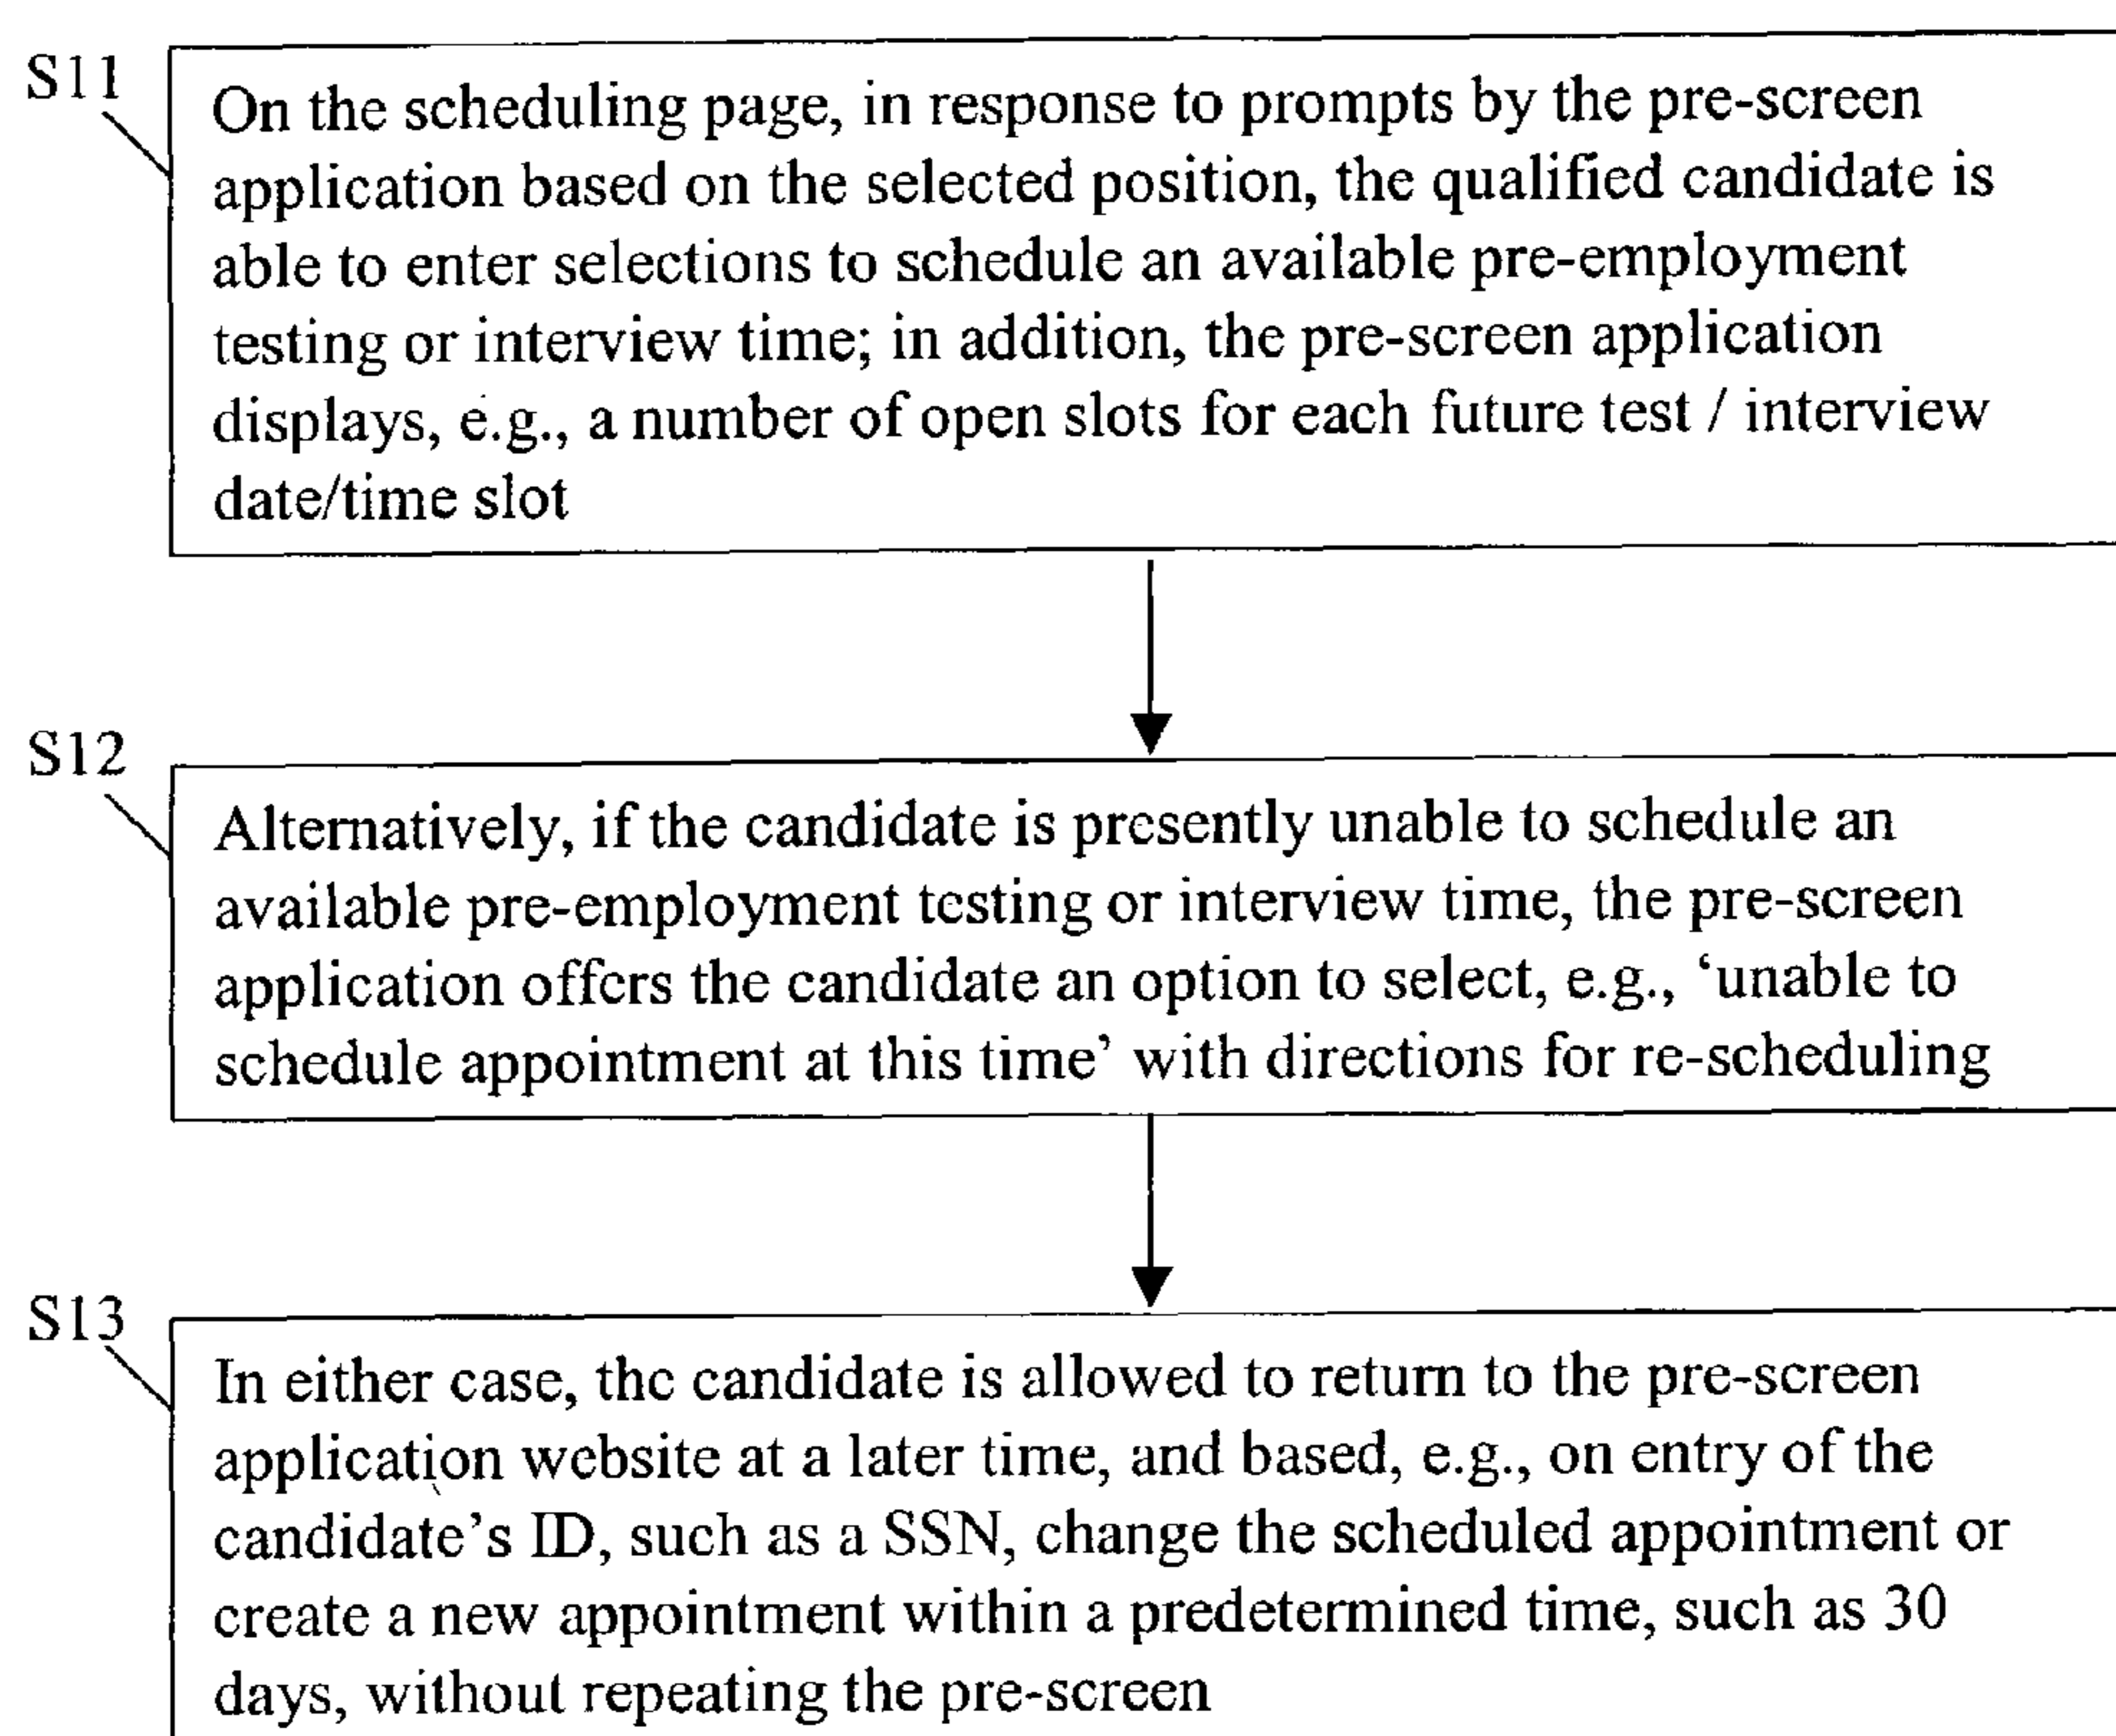 S11
On the scheduling page, in response to prompts by the pre-screen
application based on the selected position, the qualified candidate is
able to enter selections to schedule an available pre-employment
testing or interview time; in addition, the pre-screen application
displays, e.g., a number of open slots for each future test / interview
date/time slot
S12
Alternatively, if the candidate is presently unable to schedule an
available pre-employment testing or interview time, the pre-screen
application offers the candidate an option to select, e.g., ‘unable to
schedule appointment at this time’ with directions for re-scheduling
S13
In either case, the candidate is allowed to return to the pre-screen
application website at a later time, and based, e.g., on entry of the
candidate’s ID, such as a SSN, change the scheduled appointment or
create a new appointment within a predetermined time, such as 30
days, without repeating the pre-screen